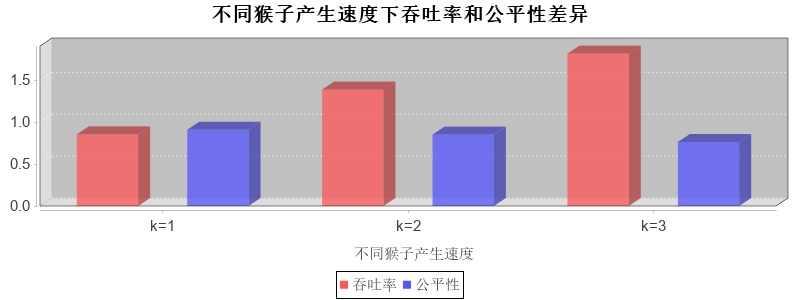 不同猴子产生速度下吞吐率和公平性差异
1.5
1.0
0.5
0.0
k=1 k=2 k=3
不同猴子产生速度
吞吐率 公平性